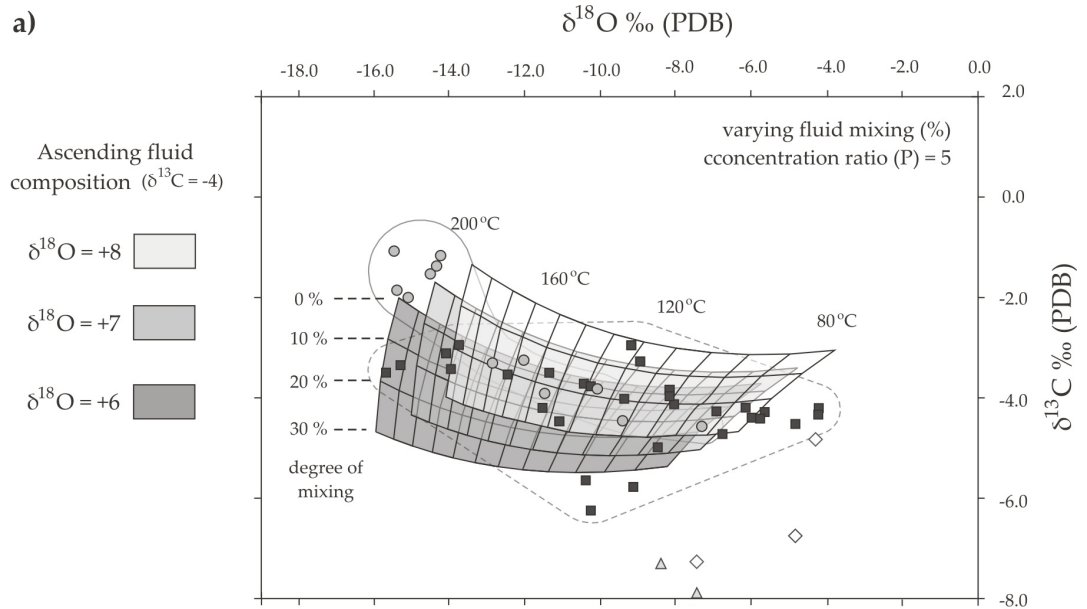 a)
δ18O ‰ (PDB)
-18.0 -16.0 -14.0 -12.0 -10.0 -8.0 -6.0 -4.0 -2.0 0.0
2.0
varying fluid mixing (%)
cconcentration ratio (P) = 5
Ascending fluid
composition (δ13C = -4)
0.0
200°C
δ18O = +8
160°C
0 %
-2.0
120°C
80°C
δ18O = +7
10 %
20 %
-4.0
δ18O = +6
30 %
degree of
mixing
-6.0
-8.0
δ13C ‰ (PDB)